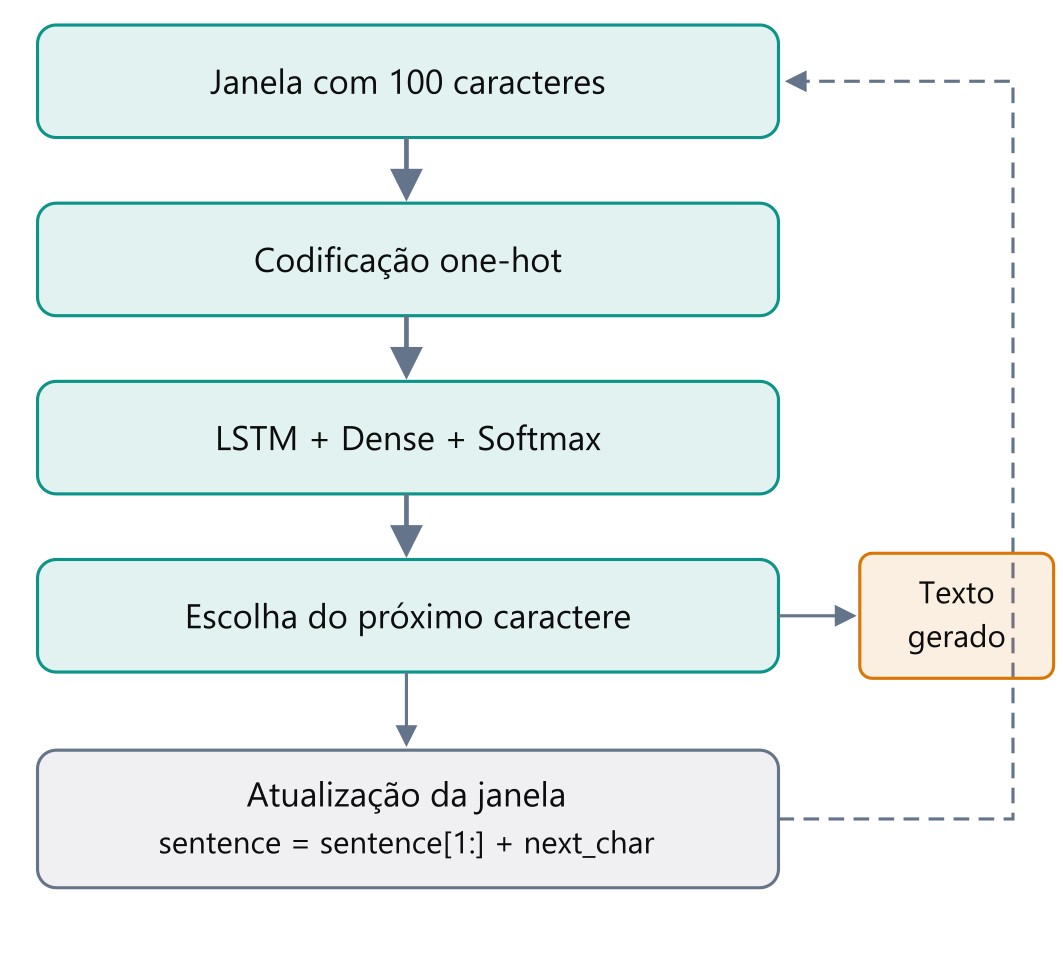 Janela com 100 caracteres
Codificação one-hot
LSTM + Dense + Softmax
Escolha do próximo caractere
Texto
gerado
Atualização da janela
sentence = sentence[1:] + next_char